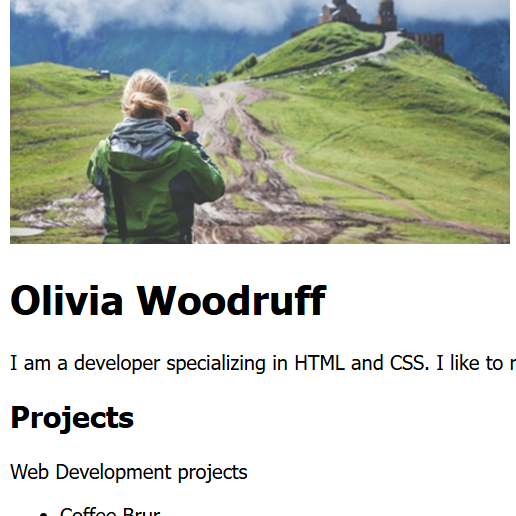 Olivia Woodruff
I am a developer specializing in HTML and CSS. I like to
Projects
Web Development projects
Coffee Brur